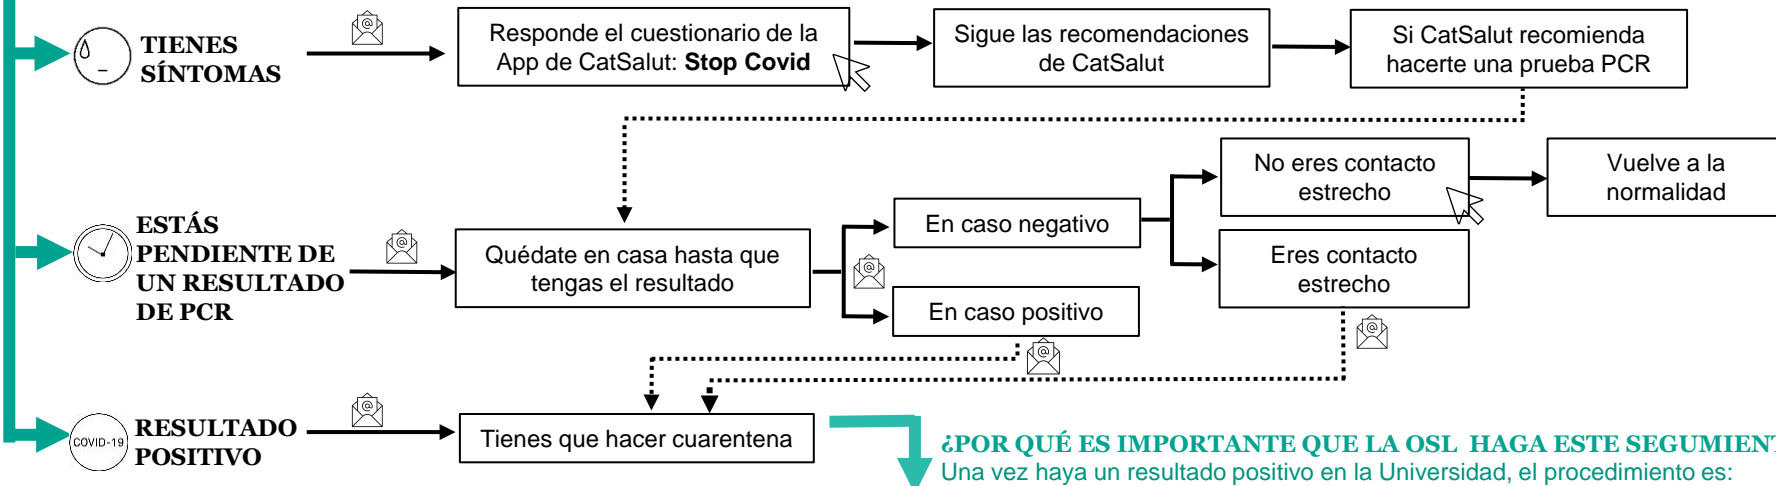 TIENES
SÍNTOMAS
Responde el cuestionario de la
App de CatSalut: Stop Covid
Sigue las recomendaciones
de CatSalut
Si CatSalut recomienda
hacerte una prueba PCR
ESTÁS
PENDIENTE DE
UN RESULTADO
DE PCR
Quédate en casa hasta que
tengas el resultado
En caso negativo
En caso positivo
No eres contacto
estrecho
Eres contacto
estrecho
Vuelve a la
normalidad
COVID-19
RESULTADO
POSITIVO
Tienes que hacer cuarentena
¿POR QUÉ ES IMPORTANTE QUE LA OSL HAGA ESTE SEGUMIENT
Una vez haya un resultado positivo en la Universidad, el procedimiento es: